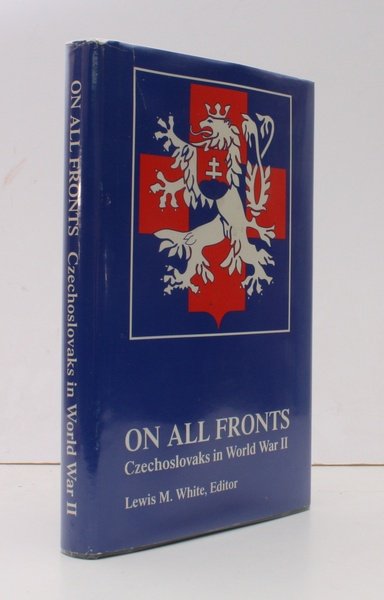 ON ALL FRONTS Czechoslovaks in World War II
ON ALL FRONTS
Czechoslovaks in World War II
Lewis M. White, Editor